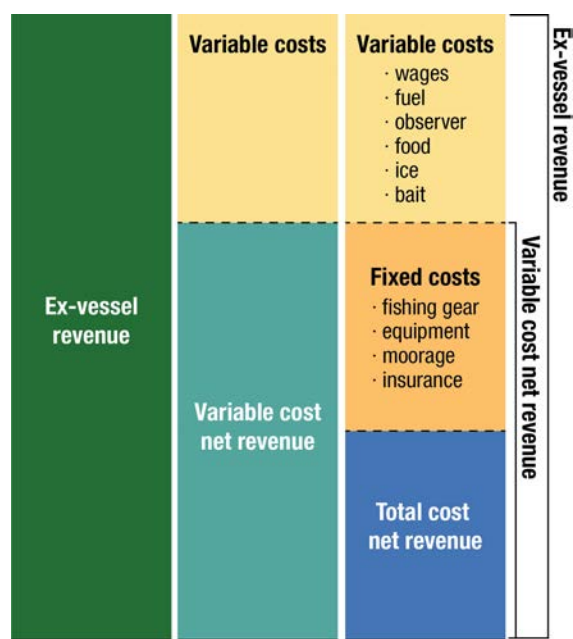 Ex-vessel
revenue
Variable costs
Variable cost
net revenue
Variable costs
· wages
· fuel
· observer
· food
· ice
· bait
Fixed costs
· fishing gear
· equipment
· moorage
· insurance
Total cost
net revenue
Variable cost net revenue
Ex-vessel revenue